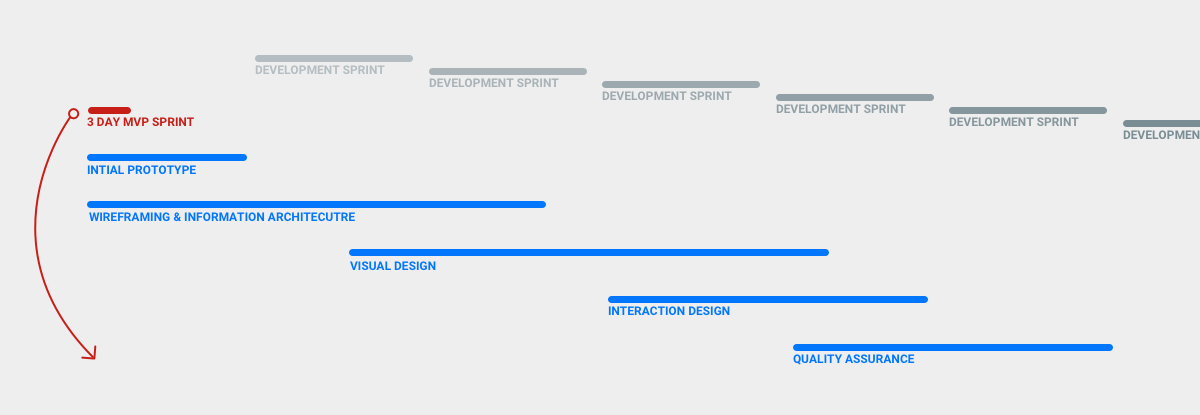 DEVELOPMENT SPRINT
DEVELOPMENT SPRINT
DEVELOPMENT SPRINT
DEVELOPMENT SPRINT
DEVELOPMENT SPRINT
DEVELOPMEN
3 DAY MVP SPRINT
INTIAL PROTOTYPE
WIREFRAMING & INFORMATION ARCHITECUTRE
VISUAL DESIGN
INTERACTION DESIGN
QUALITY ASSURANCE